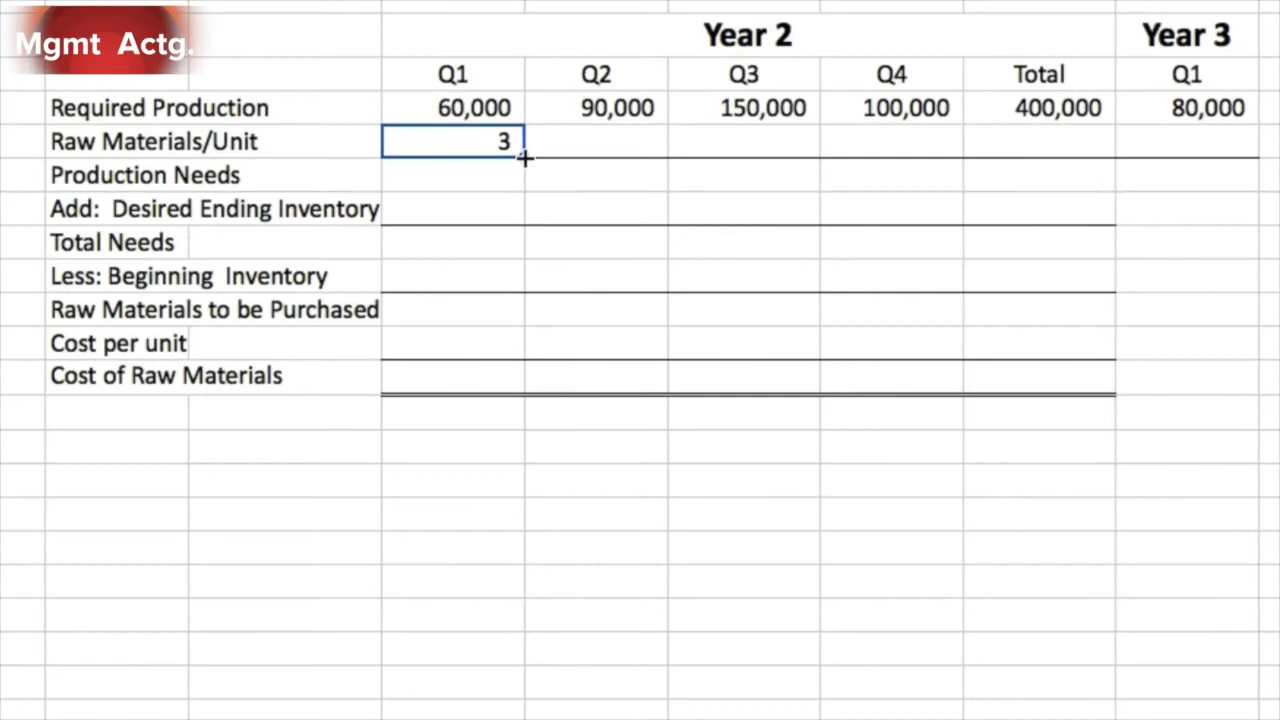 Mgmt Actg.
Year 2 Year 3
Q1 Q2 Q3 Q4 Total Q1
Required Production 60,000 90,000 150,000 100,000 400,000 80,000
Raw Materials/Unit 3
Production Needs
Add: Desired Ending Inventory
Total Needs
Less: Beginning Inventory
Raw Materials to be Purchased
Cost per unit
Cost of Raw Materials